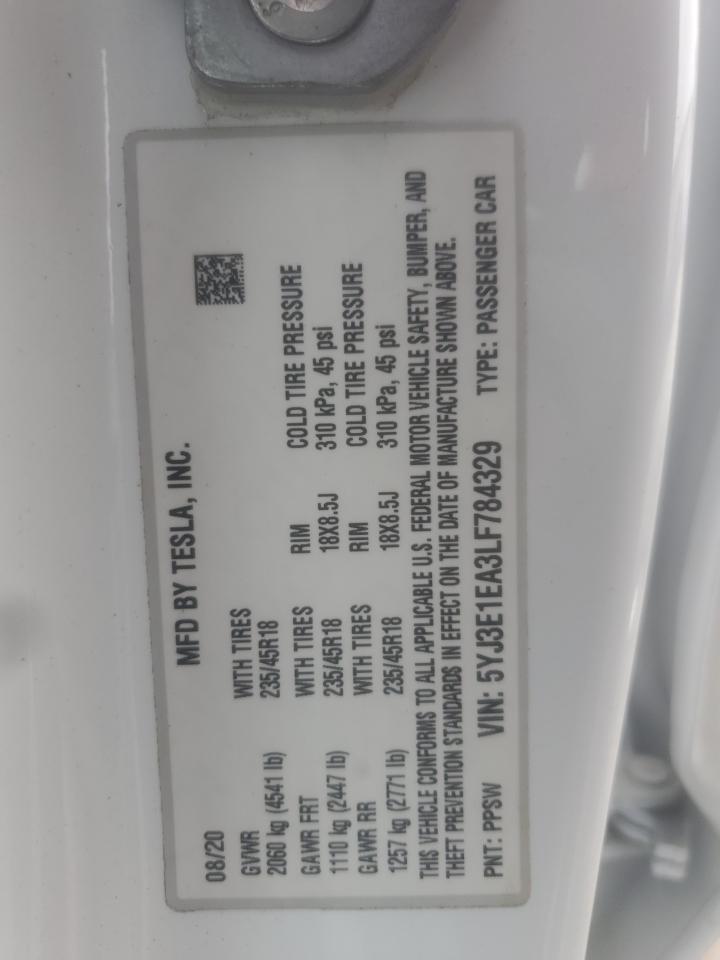 MFD BY TESLA, INC.
08/20
GVWR WITH TIRES
2060 kg (4541 lb) 235/45R18
GAWR FRT WITH TIRES RIM COLD TIRE PRESSURE
1110 kg (2447 lb) 235/45R18 18X8.5J 310 kPa, 45 psi
GAWR RR WITH TIRES RIM COLD TIRE PRESSURE
1257 kg (2771 lb) 235/45R18 18X8.5J 310 kPa, 45 psi
THIS VEHICLE CONFORMS TO ALL APPLICABLE U.S. FEDERAL MOTOR VEHICLE SAFETY, BUMPER, AND
THEFT PREVENTION STANDARDS IN EFFECT ON THE DATE OF MANUFACTURE SHOWN ABOVE.
PNT: PPSW VIN: 5YJ3E1EA3LF784329 TYPE: PASSENGER CAR